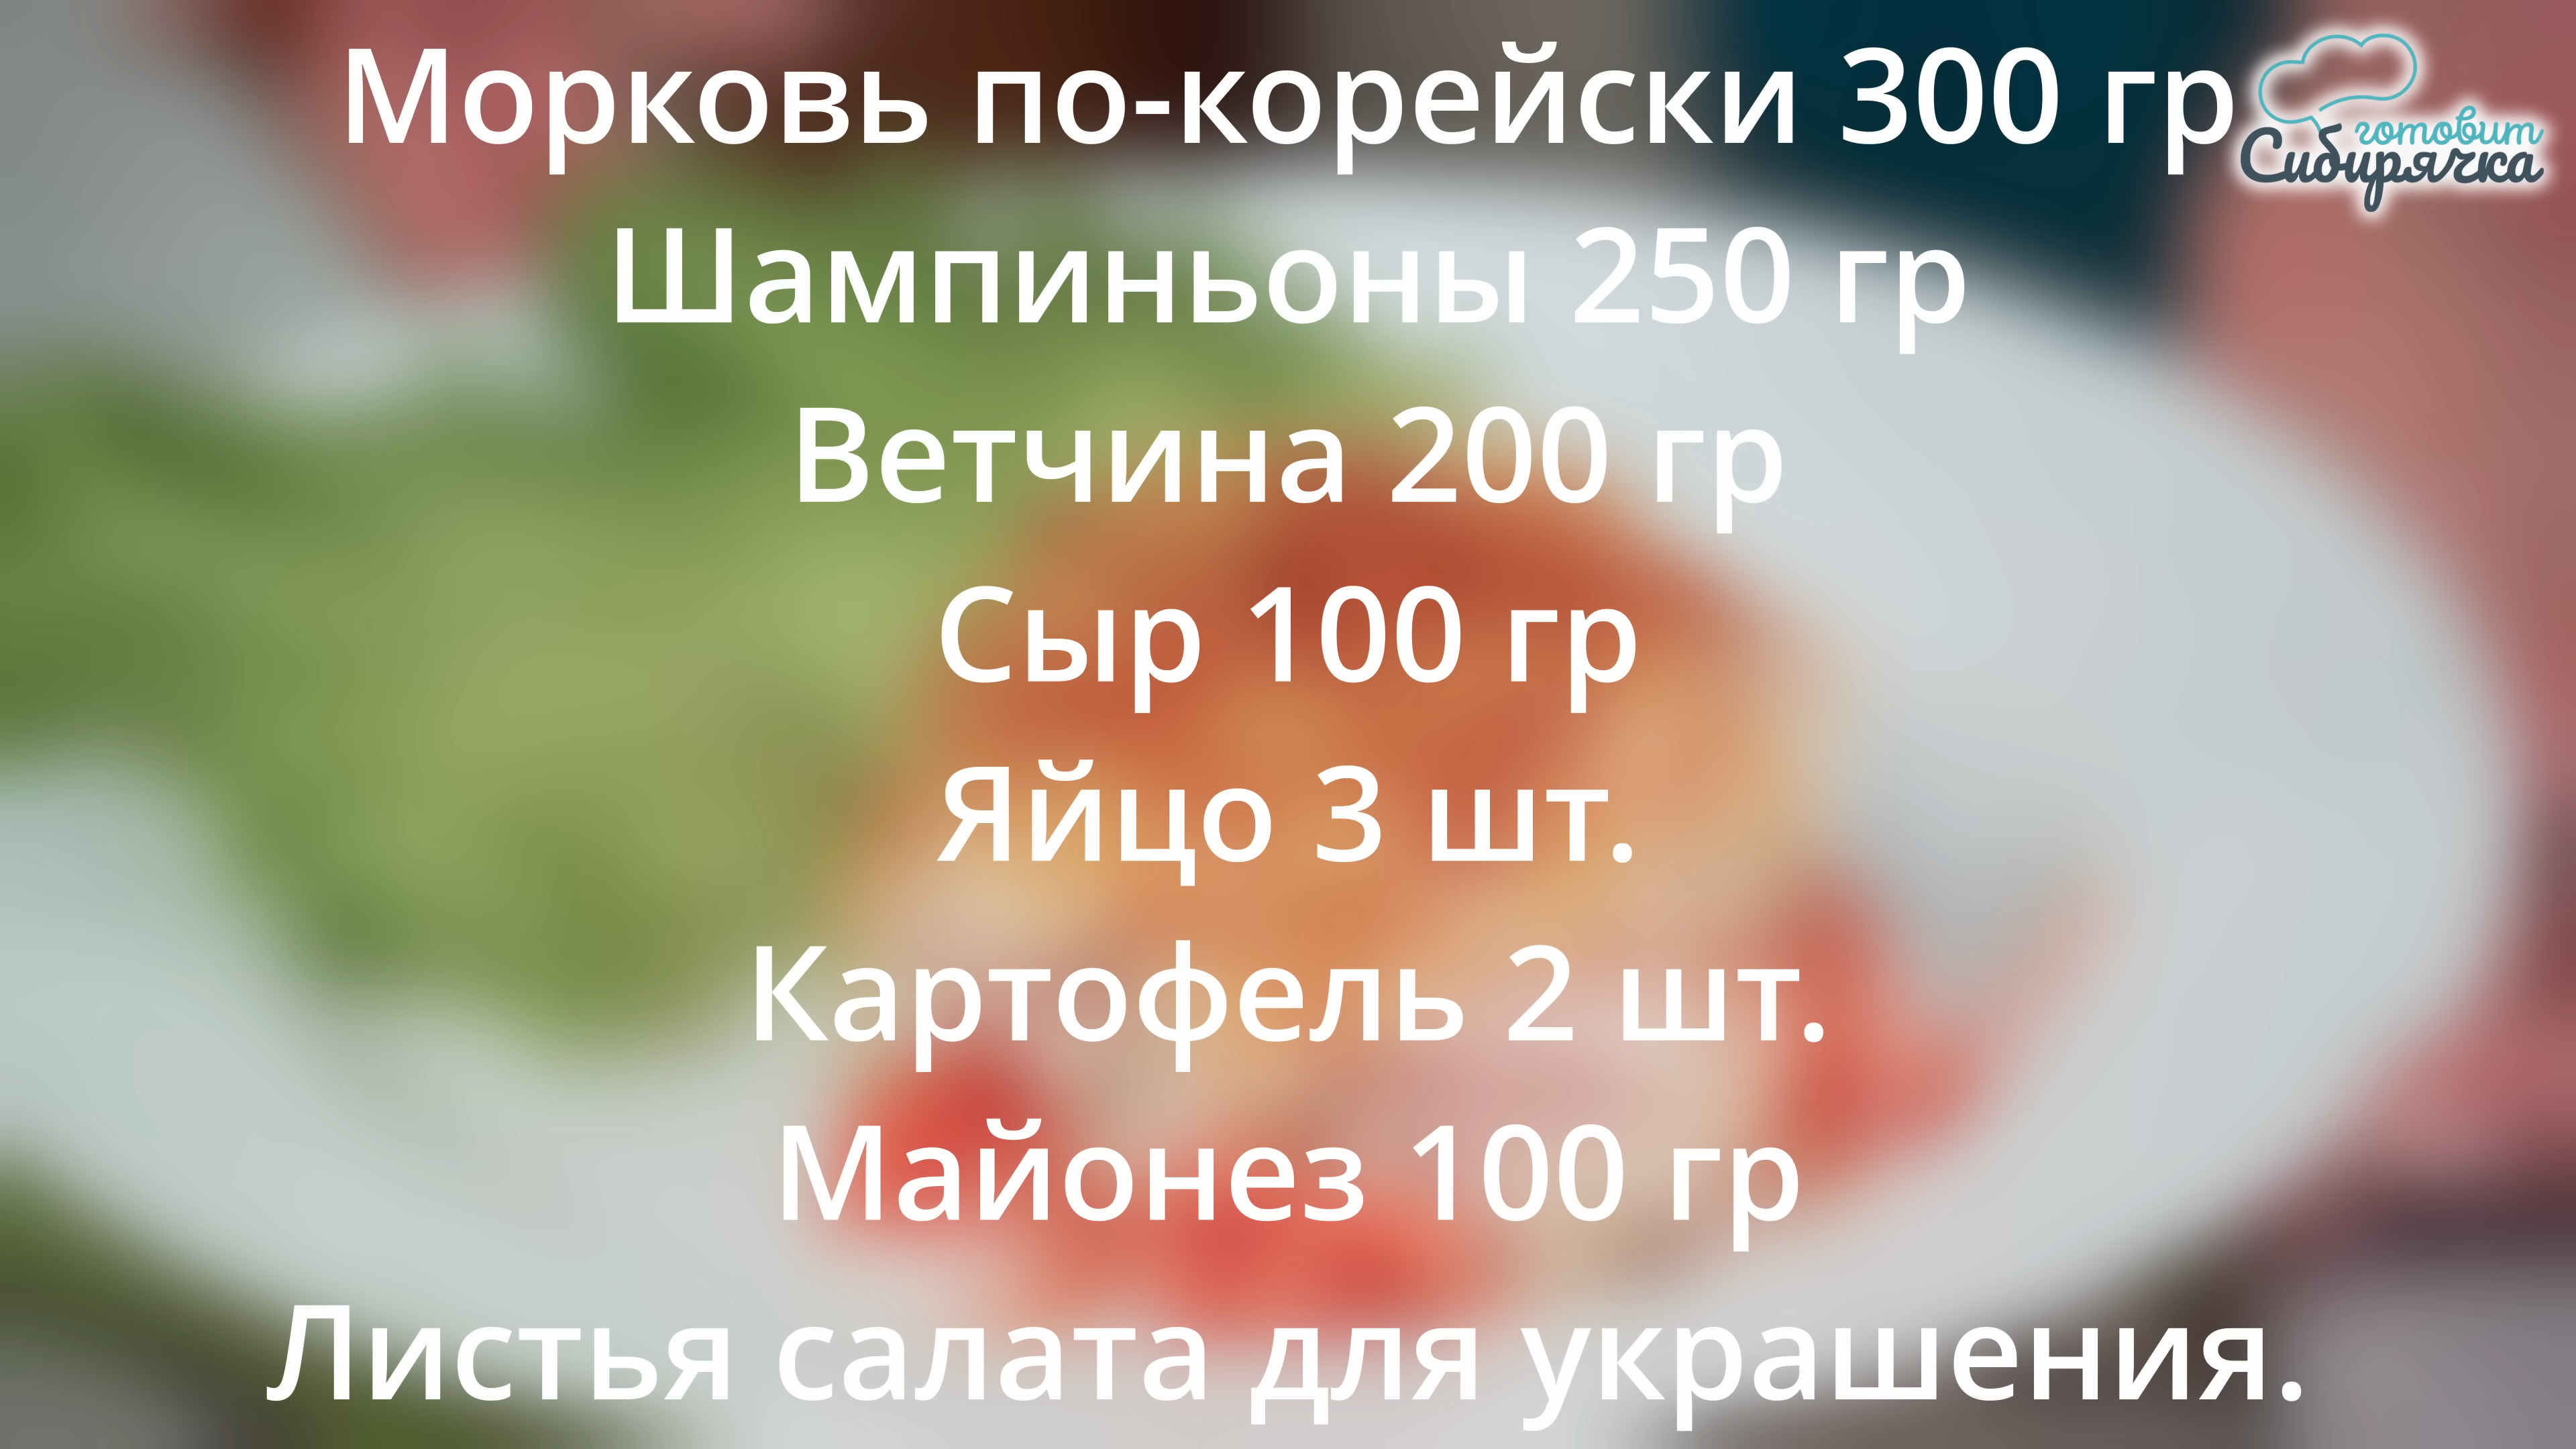 Морковь по-корейски 300 гр
готовит
Сибирячка
Шампиньоны 250 гр
Ветчина 200 гр
Сыр 100 гр
Яйцо 3 шт.
Картофель 2 шт.
Майонез 100 гр
Листья салата для украшения.